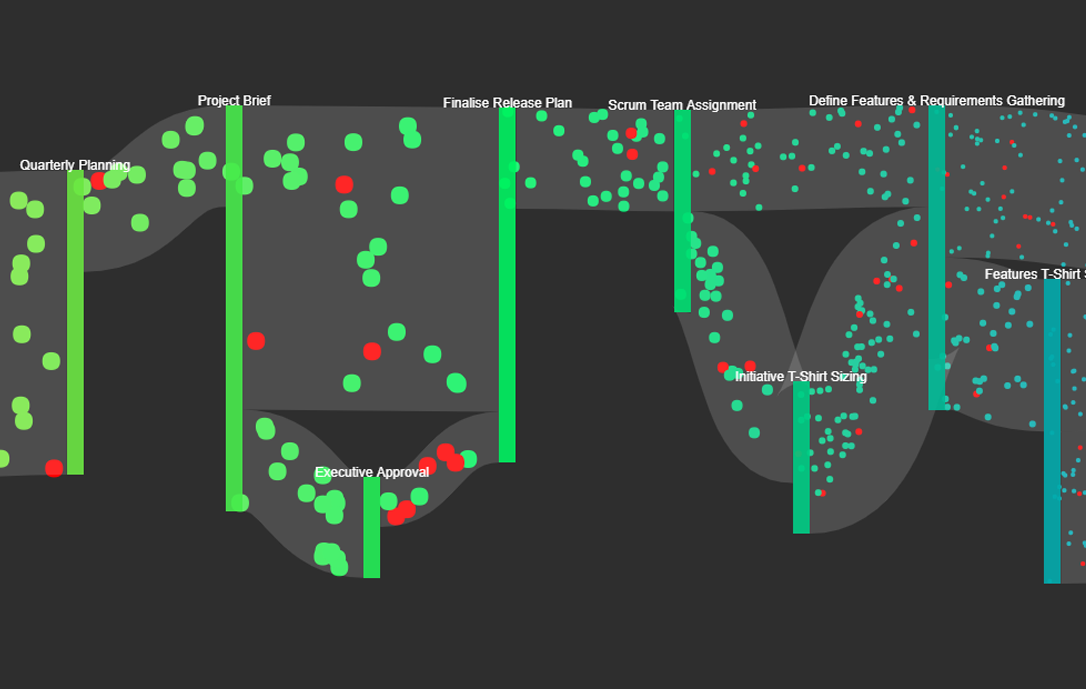 Quarterly Planning
Project Brief
Executive Approval
Finalise Release Plan
Scrum Team Assignment
Initiative T-Shirt Sizing
Define Features & Requirements Gathering
Features T-Shirt